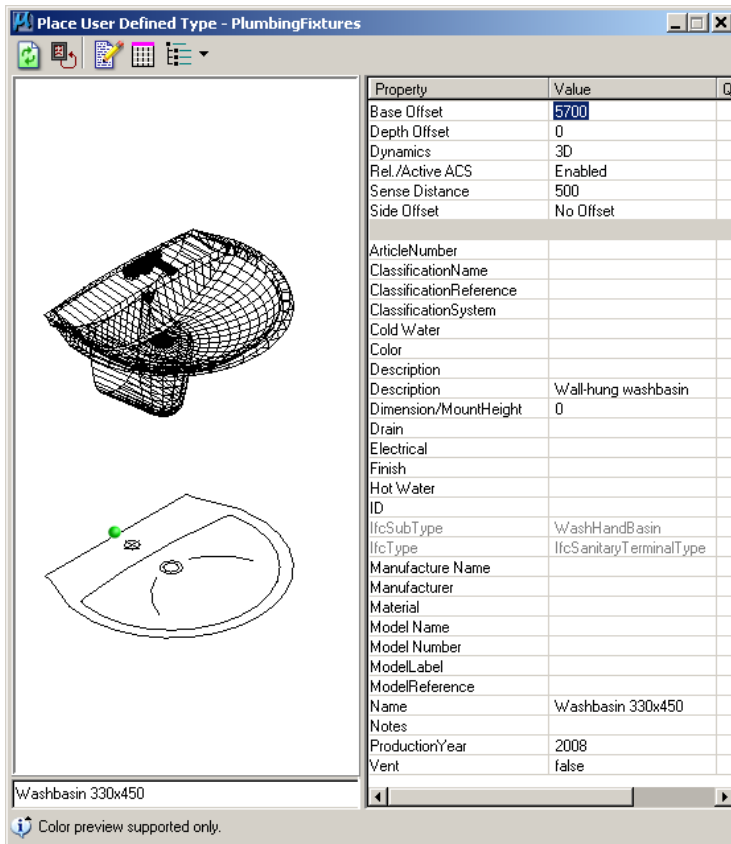 Place User Defined Type - PlumbingFixtures
Property Value Q
Base Offset 5700
Depth Offset 0
Dynamics 3D
Rel./Active ACS Enabled
Sense Distance 500
Side Offset No Offset
ArticleNumber
ClassificationName
ClassificationReference
ClassificationSystem
Cold Water
Color
Description
Description Wall-hung washbasin
Dimension/MountHeight 0
Drain
Electrical
Finish
Hot Water
ID
IfcSubType WashHandBasin
IfcType IfcSanitaryTerminalType
Manufacture Name
Manufacturer
Material
Model Name
Model Number
ModelLabel
ModelReference
Name Washbasin 330x450
Notes
ProductionYear 2008
Vent false
Washbasin 330x450
Color preview supported only.